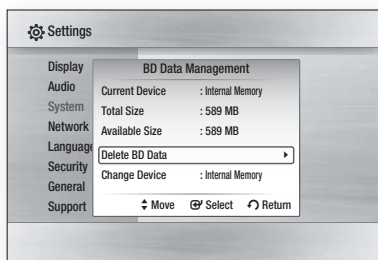 Settings
Display
Audio
System
Network
Language
Security
General
Support
BD Data Management
Current Device : Internal Memory
Total Size : 589 MB
Available Size : 589 MB
Delete BD Data
Change Device : Internal Memory
Move Select Return